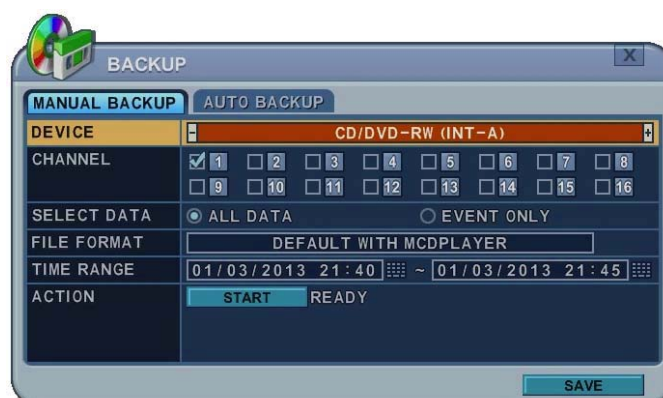 BACKUP X
MANUAL BACKUP AUTO BACKUP
DEVICE - CD/DVD-RW (INT-A) +
CHANNEL 1 2 3 4 5 6 7 8
9 10 11 12 13 14 15 16
SELECT DATA ALL DATA EVENT ONLY
FILE FORMAT DEFAULT WITH MCDPLAYER
TIME RANGE 01/03/2013 21:40 ~ 01/03/2013 21:45
ACTION START READY
SAVE